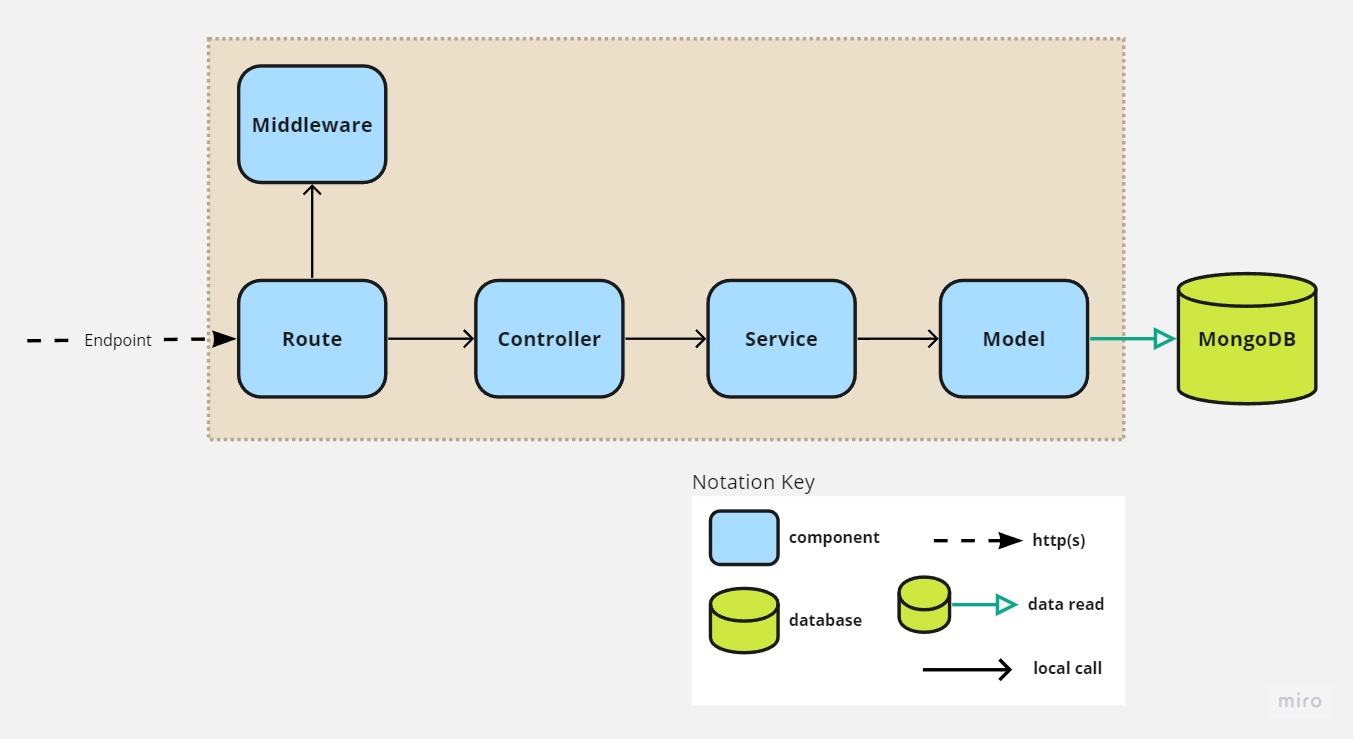 Middleware
Endpoint
Route
Controller
Service
Model
MongoDB
Notation Key
component
http(s)
database
data read
local call
miro